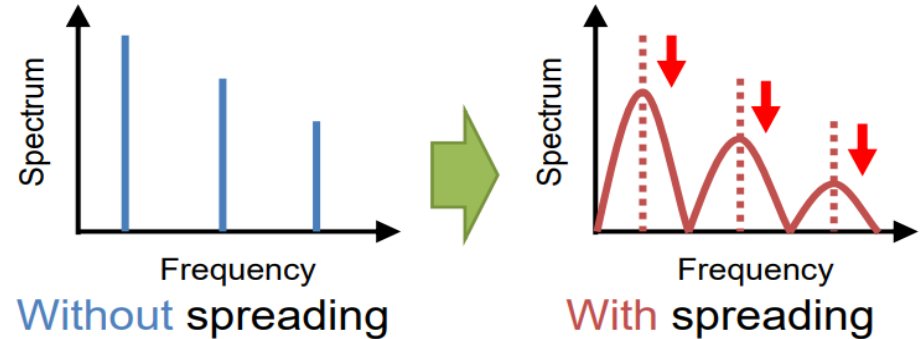 Spectrum
Frequency
Without spreading
Spectrum
Frequency
With spreading